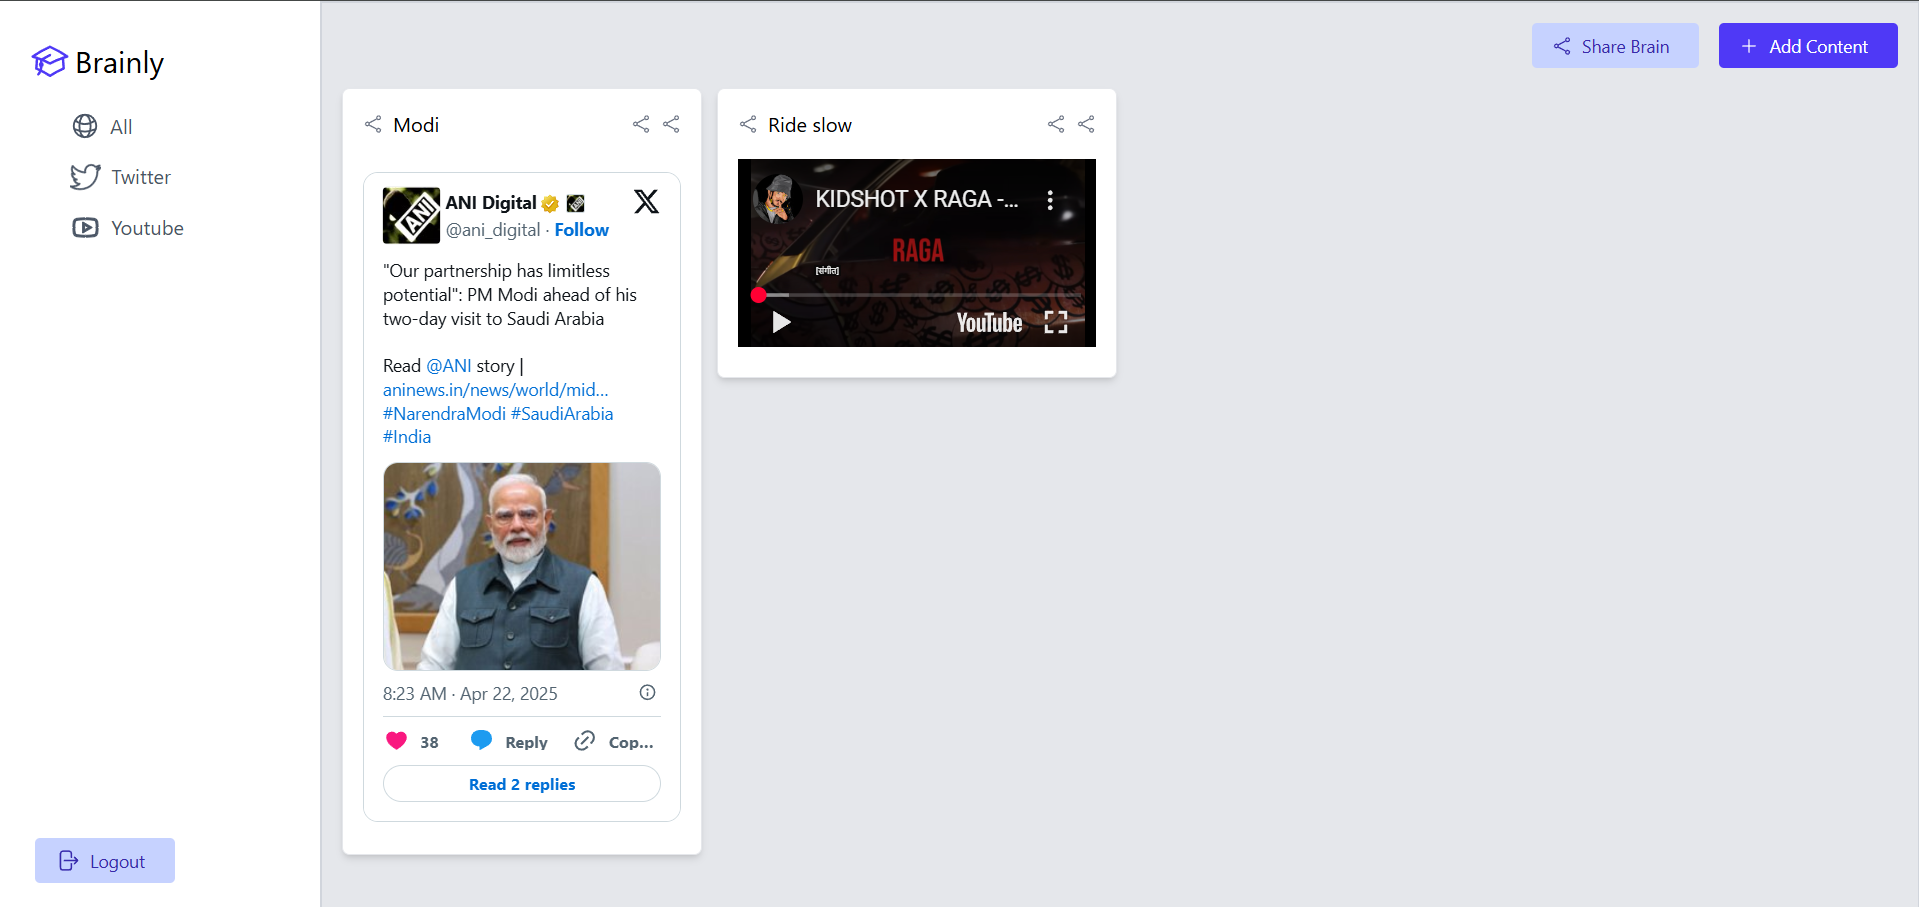 Brainly
All
Twitter
Youtube
Logout
Share Brain
Add Content
Modi
ANI Digital
@ani_digital · Follow
"Our partnership has limitless
potential": PM Modi ahead of his
two-day visit to Saudi Arabia
Read @ANI story |
aninews.in/news/world/mid…
#NarendraModi #SaudiArabia
#India
8:23 AM · Apr 22, 2025
38 Reply Cop...
Read 2 replies
Ride slow
ANI
KIDSHOT X RAGA -...
RAGA
[संगीत]
YouTube